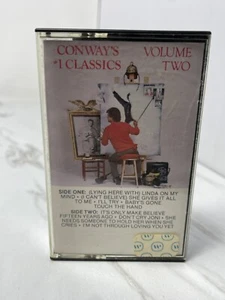 CONWAY'S VOLUME
#1 CLASSICS TWO
SIDE ONE: (LYING HERE WITH) LINDA ON MY
MIND • (I CAN'T BELIEVE) SHE GIVES IT ALL
TO ME • I'LL TRY • BABY'S GONE
TOUCH THE HAND
SIDE TWO: IT'S ONLY MAKE BELIEVE
FIFTEEN YEARS AGO • DON'T CRY JONI • SHE
NEEDS SOMEONE TO HOLD HER WHEN SHE
CRIES • I'M NOT THROUGH LOVING YOU YET